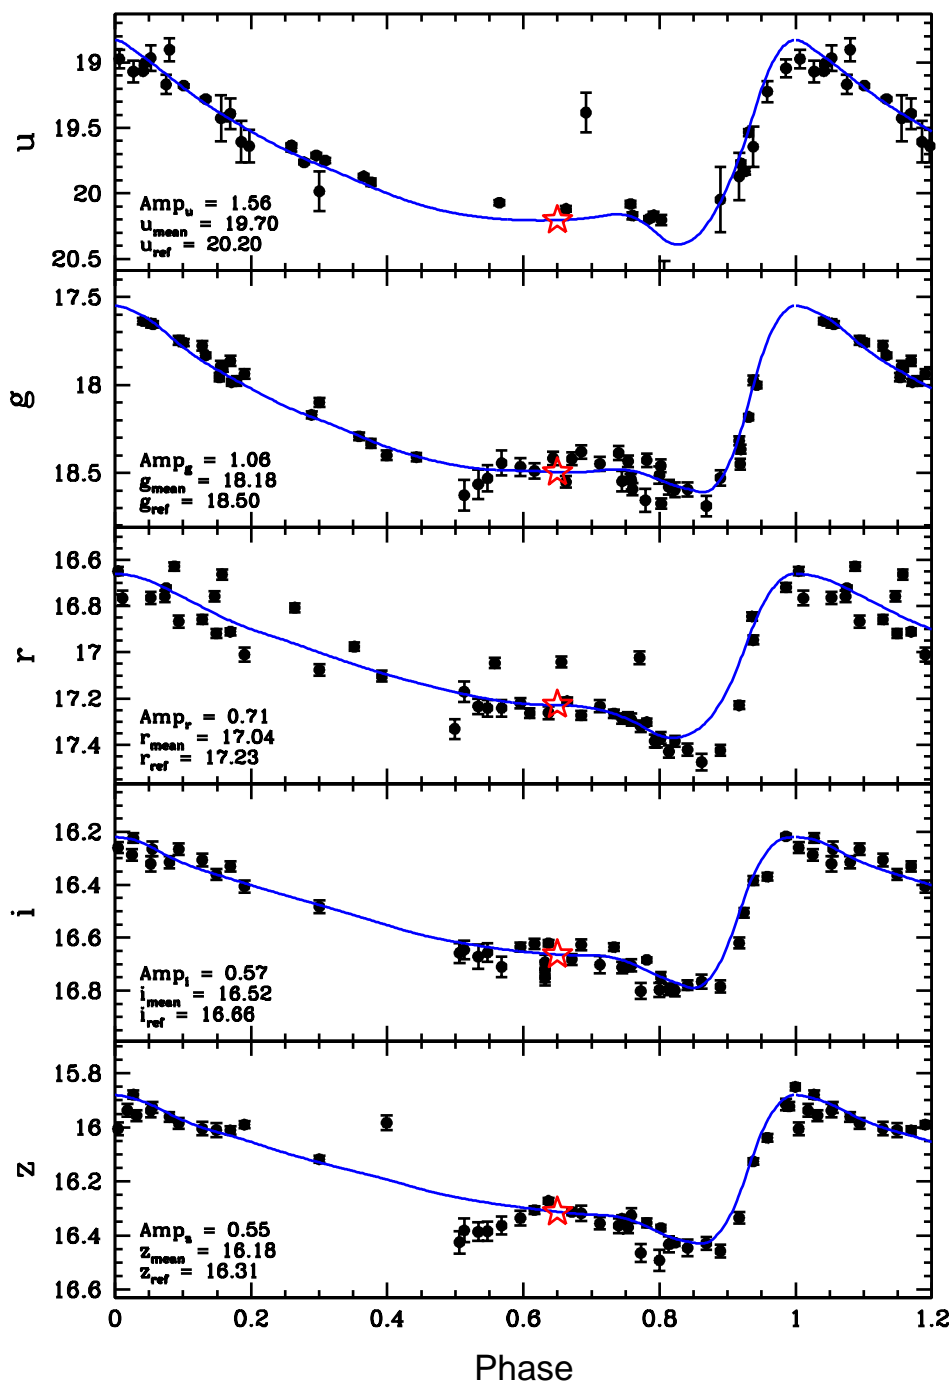 19
19.5
20
20.5
u
Amp_u = 1.56
u_mean = 19.70
u_ref = 20.20
17.5
18
18.5
g
Amp_g = 1.06
g_mean = 18.18
g_ref = 18.50
16.6
16.8
17
17.2
17.4
r
Amp_r = 0.71
r_mean = 17.04
r_ref = 17.23
16.2
16.4
16.6
16.8
i
Amp_i = 0.57
i_mean = 16.52
i_ref = 16.66
15.8
16
16.2
16.4
16.6
z
Amp_z = 0.55
z_mean = 16.18
z_ref = 16.31
0 0.2 0.4 0.6 0.8 1 1.2
Phase